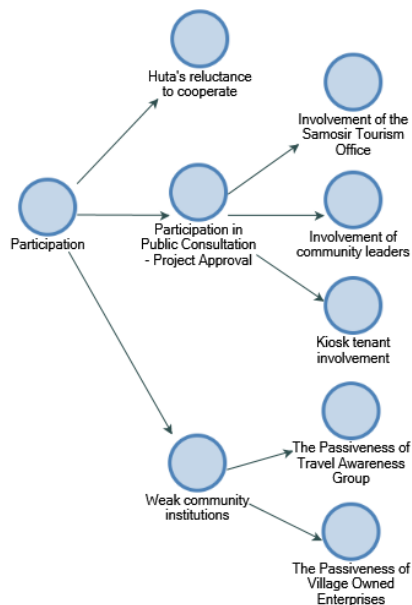 Huta's reluctance
to cooperate
Involvement of the
Samosir Tourism
Office
Participation
Participation in
Public Consultation
- Project Approval
Involvement of
community leaders
Kiosk tenant
involvement
Weak community
institutions
The Passiveness of
Travel Awareness
Group
The Passiveness of
Village Owned
Enterprises